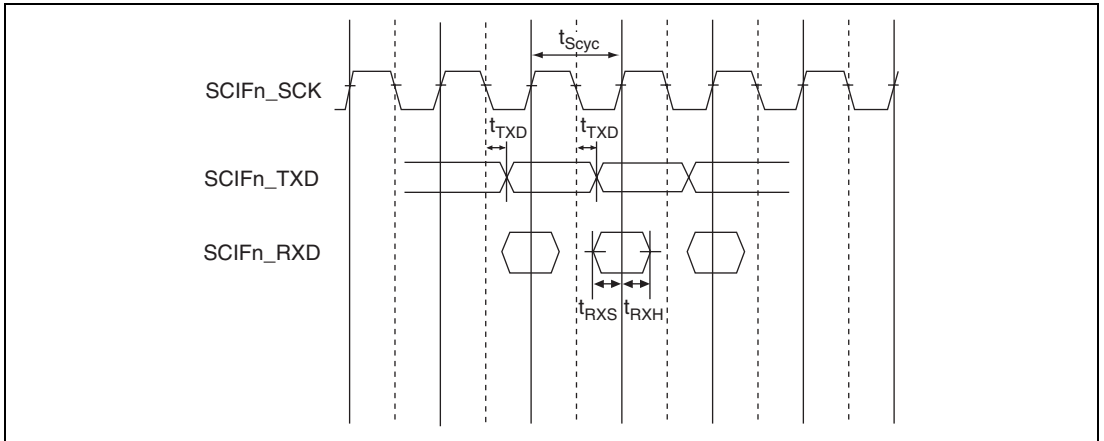 tScyc
SCIFn_SCK
tTXD tTXD
SCIFn_TXD
SCIFn_RXD
tRXS tRXH